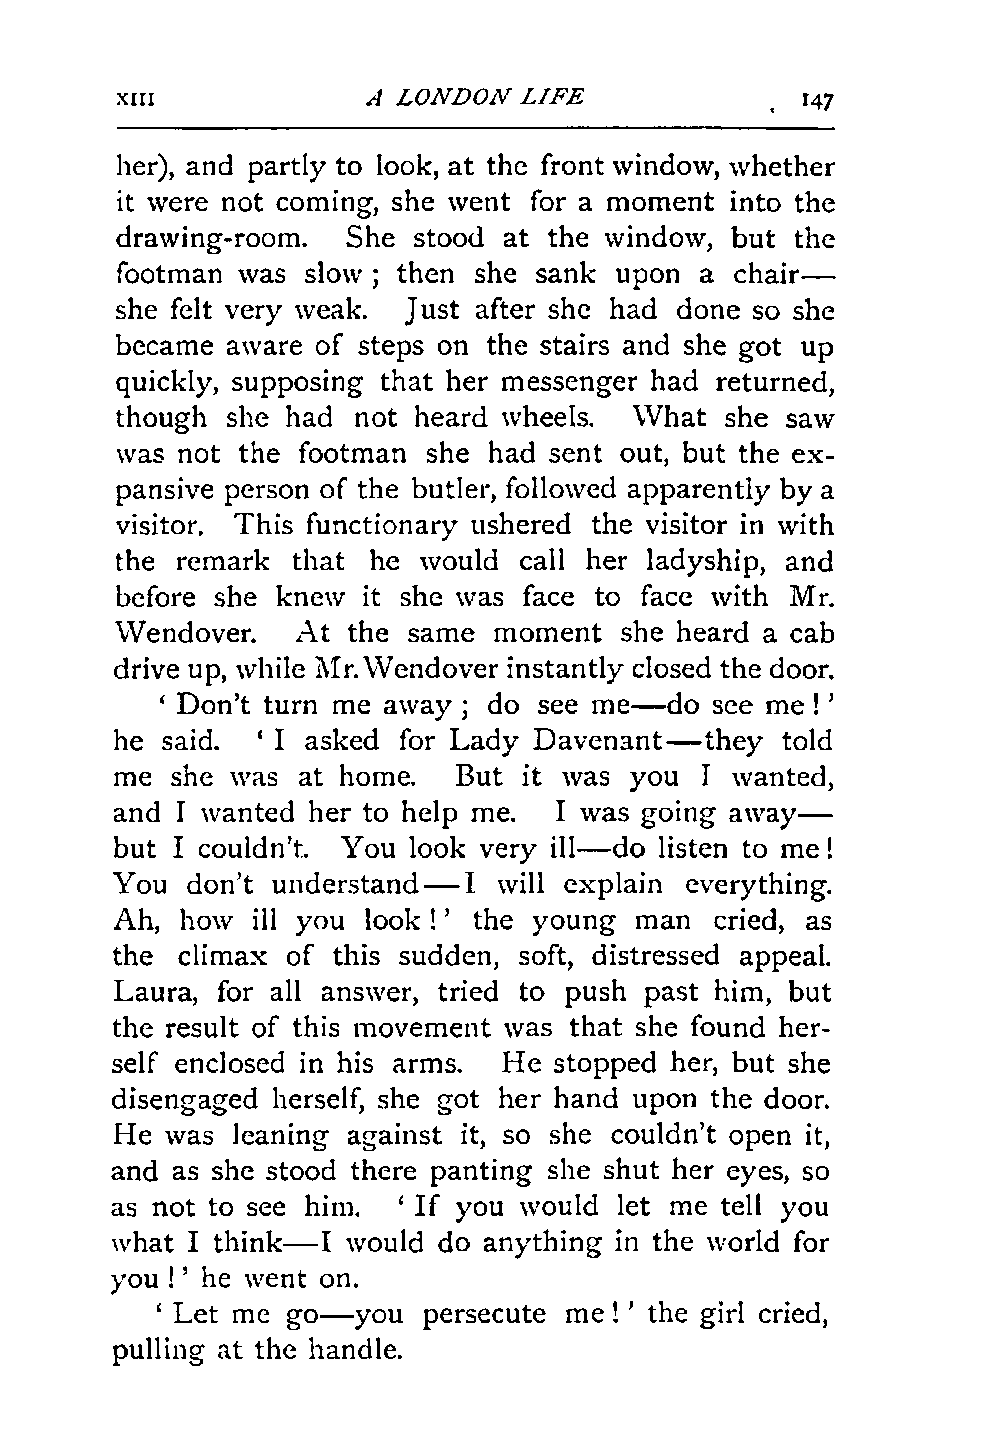 XIII A LONDON LIFE 147
her), and partly to look, at the front window, whether
it were not coming, she went for a moment into the
drawing-room. She stood at the window, but the
footman was slow ; then she sank upon a chair—
she felt very weak. Just after she had done so she
became aware of steps on the stairs and she got up
quickly, supposing that her messenger had returned,
though she had not heard wheels. What she saw
was not the footman she had sent out, but the ex-
pansive person of the butler, followed apparently by a
visitor. This functionary ushered the visitor in with
the remark that he would call her ladyship, and
before she knew it she was face to face with Mr.
Wendover. At the same moment she heard a cab
drive up, while Mr. Wendover instantly closed the door.
‘ Don't turn me away ; do see me—do see me ! ’
he said. ‘ I asked for Lady Davenant—they told
me she was at home. But it was you I wanted,
and I wanted her to help me. I was going away—
but I couldn't. You look very ill—do listen to me !
You don't understand—I will explain everything.
Ah, how ill you look ! ’ the young man cried, as
the climax of this sudden, soft, distressed appeal.
Laura, for all answer, tried to push past him, but
the result of this movement was that she found her-
self enclosed in his arms. He stopped her, but she
disengaged herself, she got her hand upon the door.
He was leaning against it, so she couldn't open it,
and as she stood there panting she shut her eyes, so
as not to see him. ‘ If you would let me tell you
what I think—I would do anything in the world for
you ! ’ he went on.
‘ Let me go—you persecute me ! ’ the girl cried,
pulling at the handle.